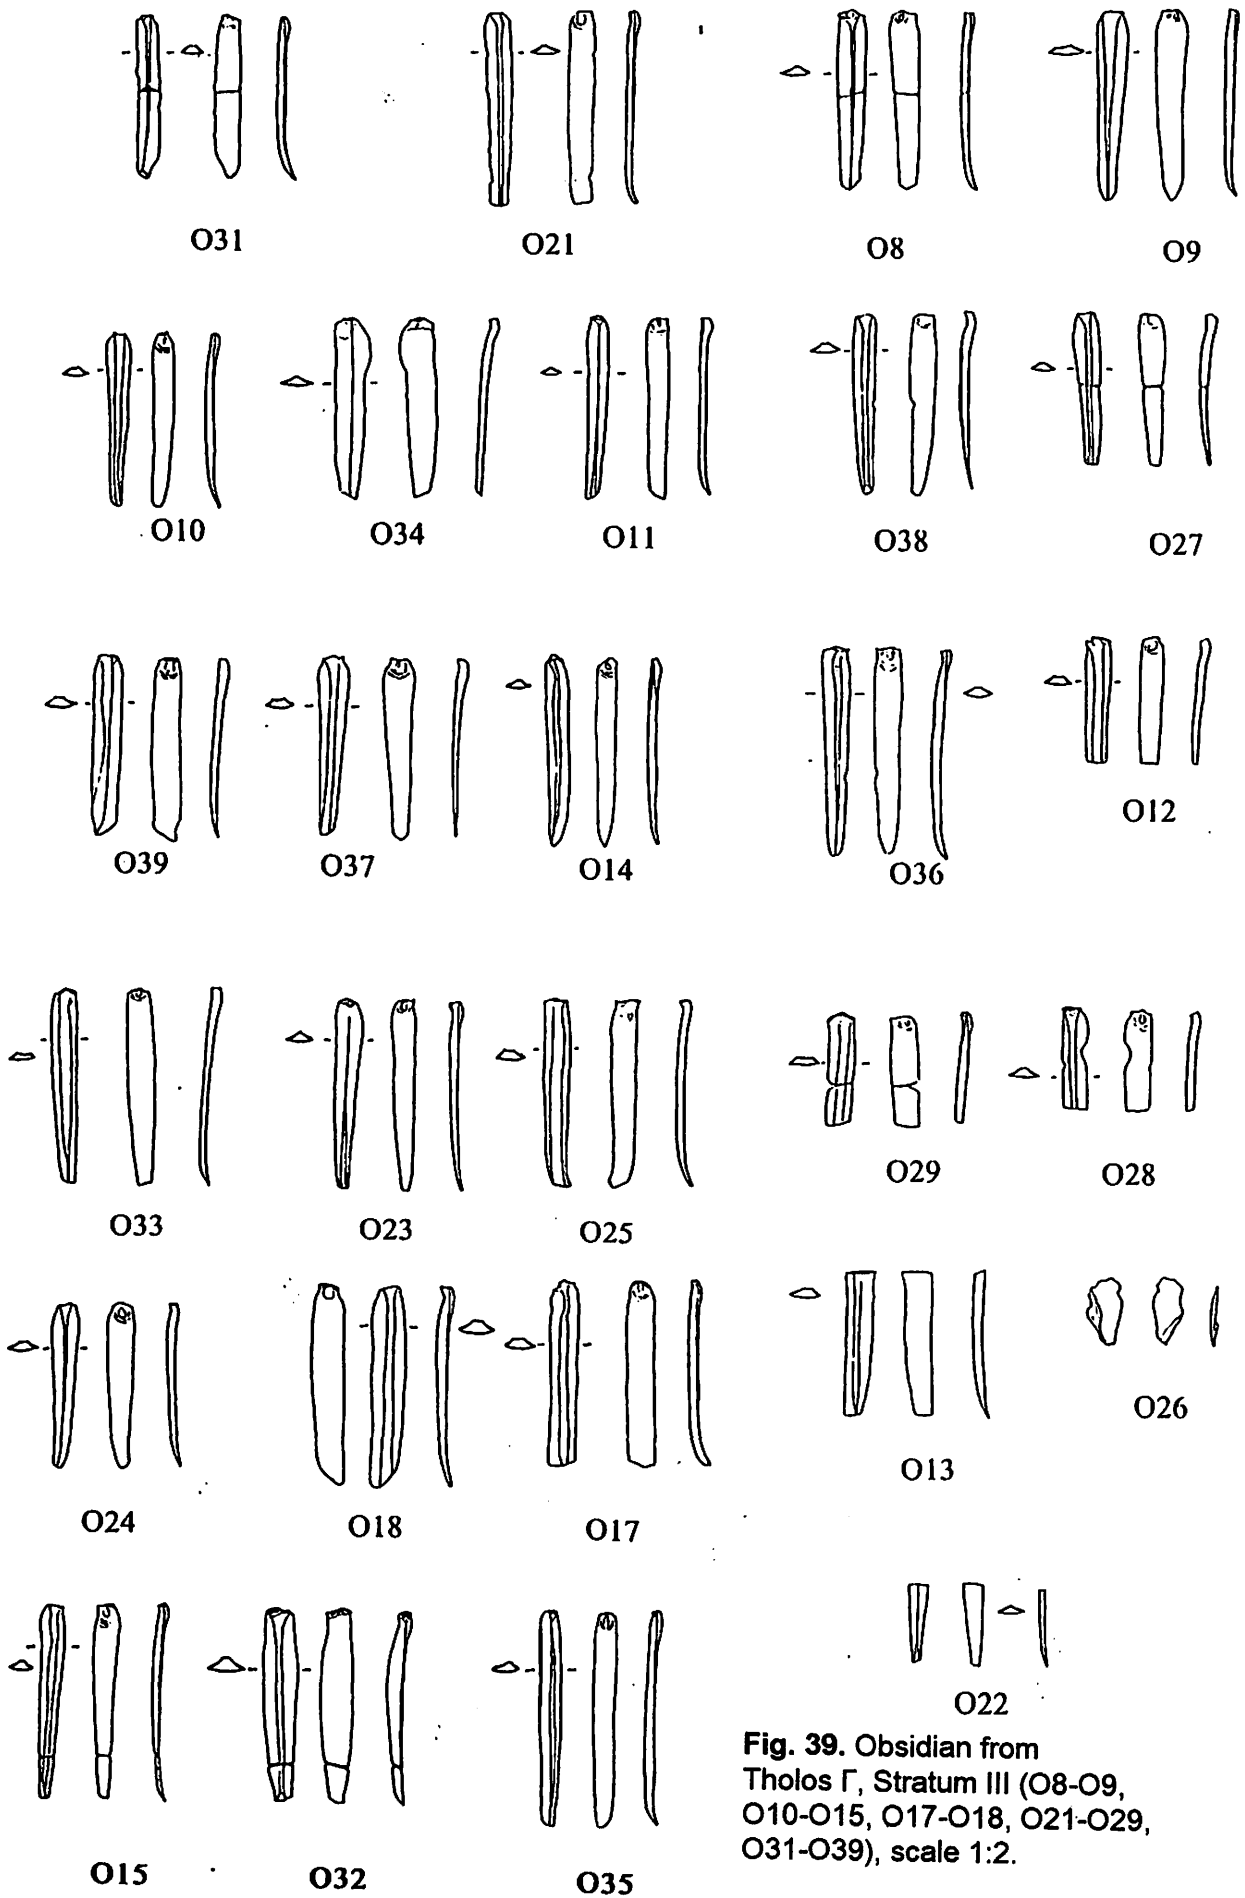 O31 O21 O8 O9
O10 O34 O11 O38 O27
O39 O37 O14 O36 O12
O33 O23 O25 O29 O28
O24 O18 O17 O13 O26
O15 O32 O35 O22
Fig. 39. Obsidian from
Tholos Γ, Stratum III (O8-O9,
O10-O15, O17-O18, O21-O29,
O31-O39), scale 1:2.